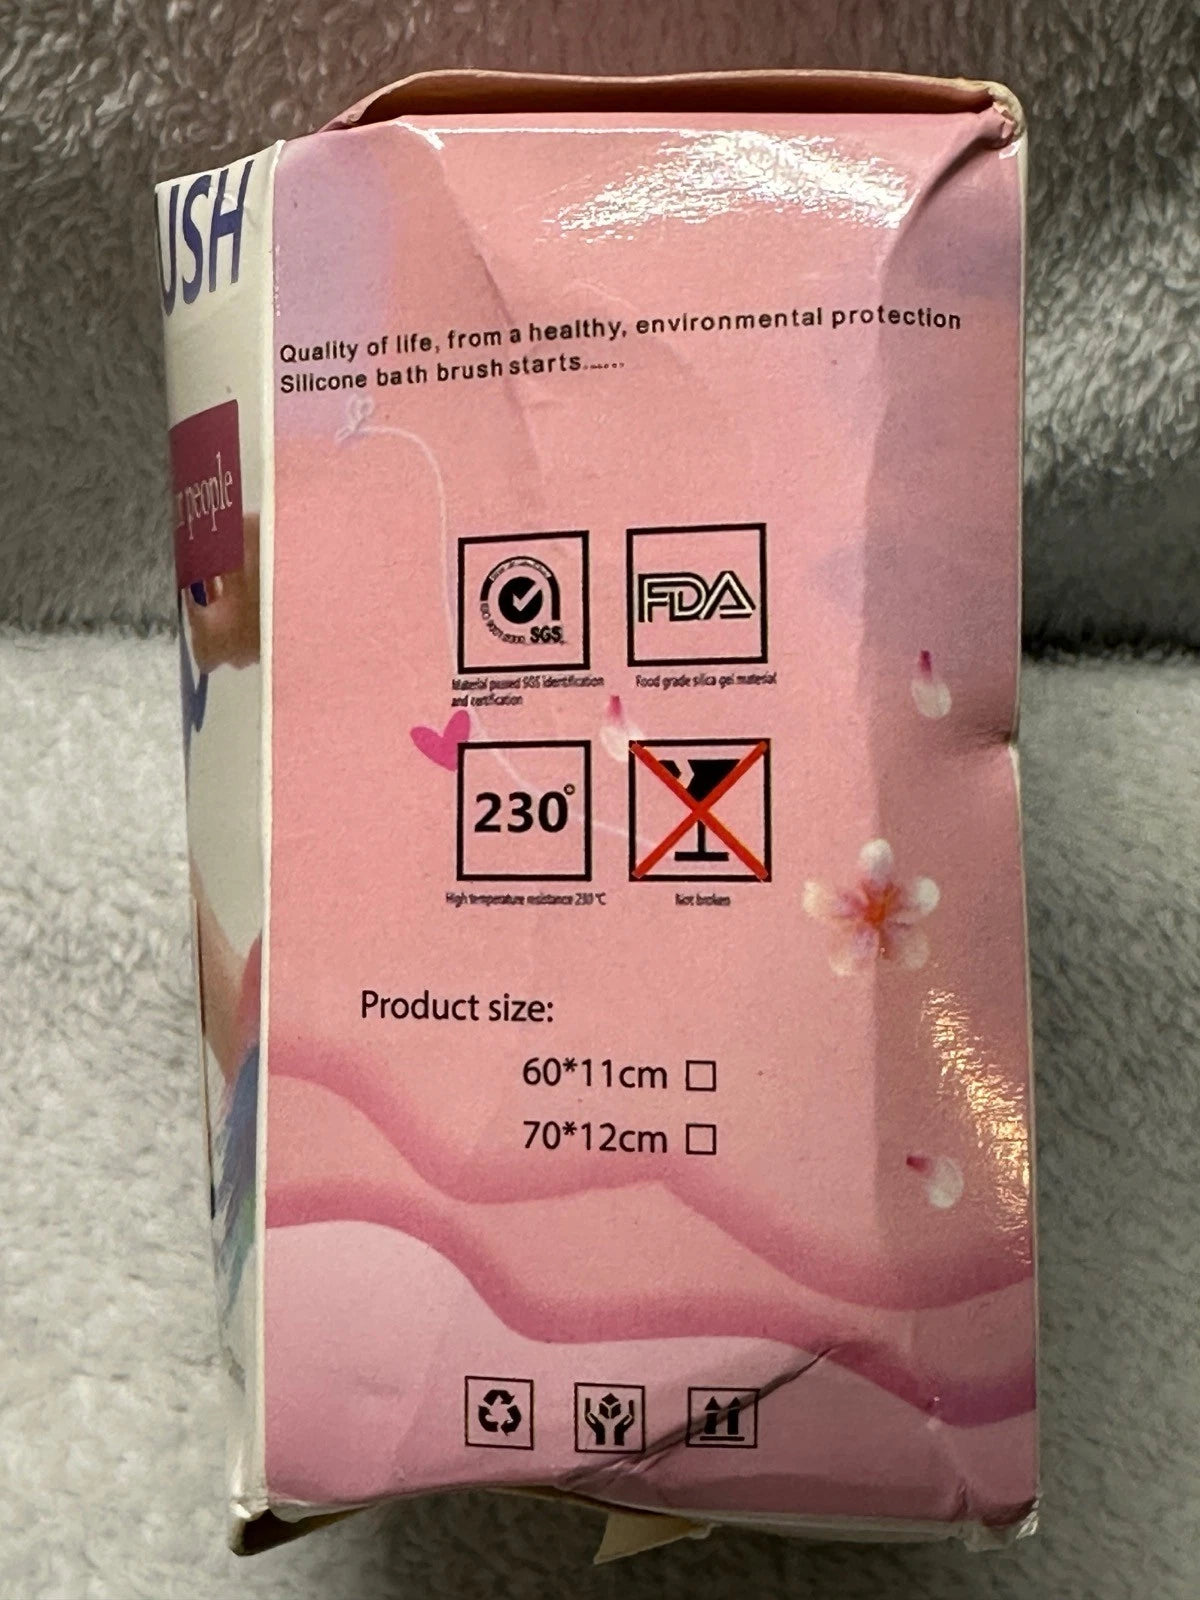 USH
Quality of life, from a healthy, environmental protection
Silicone bath brush starts......
people
SGS
FDA
Material passed SGS identification
and certification
Food grade silica gel material
230°
High temperature resistance 230 °C
Not broken
Product size:
60*11cm
70*12cm